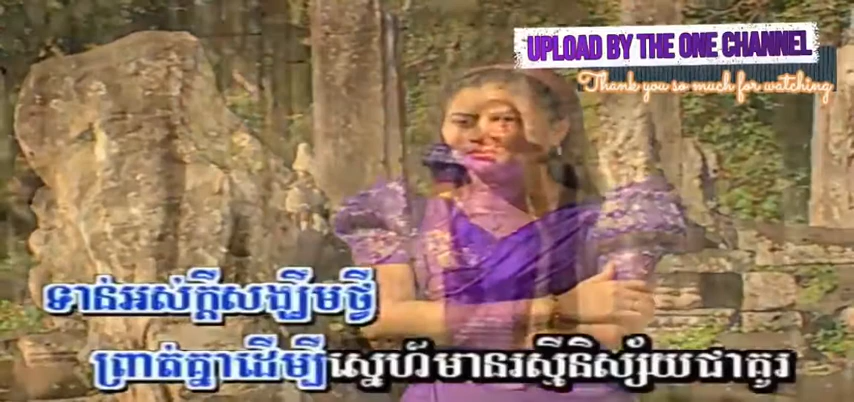 UPLOAD BY THE ONE CHANNEL
Thank you so much for watching
ទាន់អស់ក្ដីសង្ឃឹមថ្វី
ព្រាត់គ្នាដើម្បីស្នេហ៍មានរស្មីនិស្ស័យជាគូរ